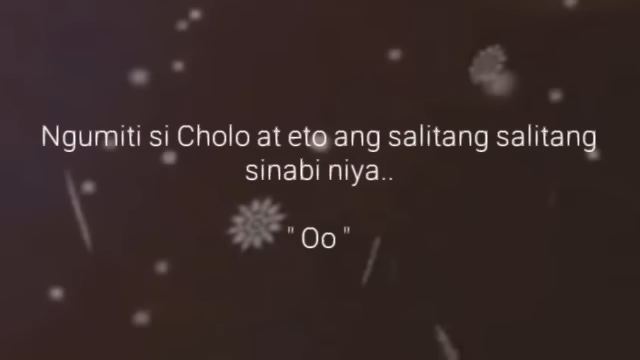 Ngumiti si Cholo at eto ang salitang salitang
sinabi niya..
" Oo "